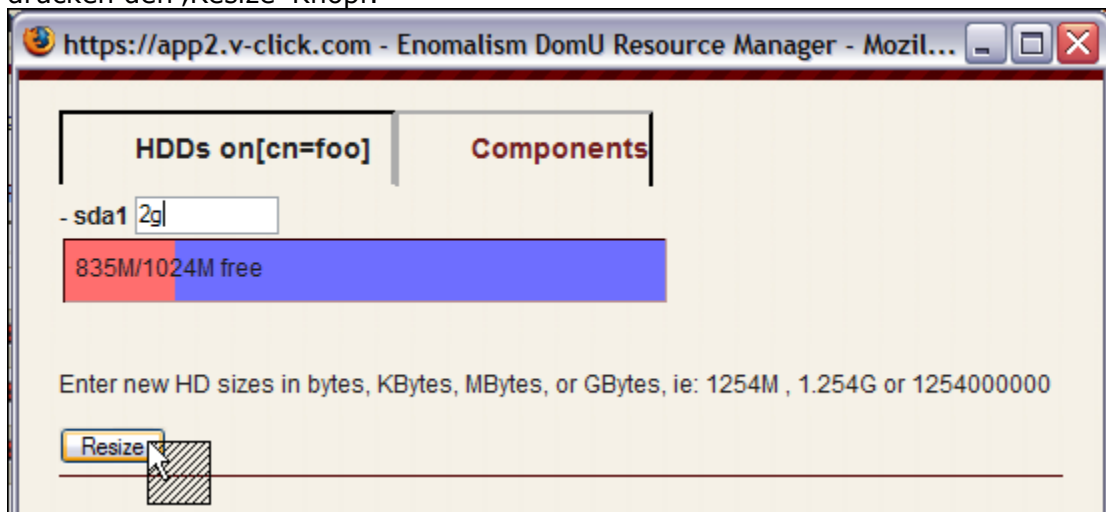 drücken den ‚Resize' Knopf.
https://app2.v-click.com - Enomalism DomU Resource Manager - Mozil...
HDDs on[cn=foo] Components
- sda1 2g
835M/1024M free
Enter new HD sizes in bytes, KBytes, MBytes, or GBytes, ie: 1254M , 1.254G or 1254000000
Resize